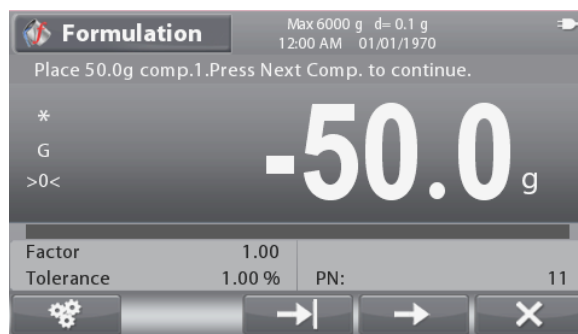 Formulation
Max 6000 g d= 0.1 g
12:00 AM 01/01/1970
Place 50.0g comp.1.Press Next Comp. to continue.
*
G
>0<
-50.0 g
Factor 1.00
Tolerance 1.00 % PN: 11